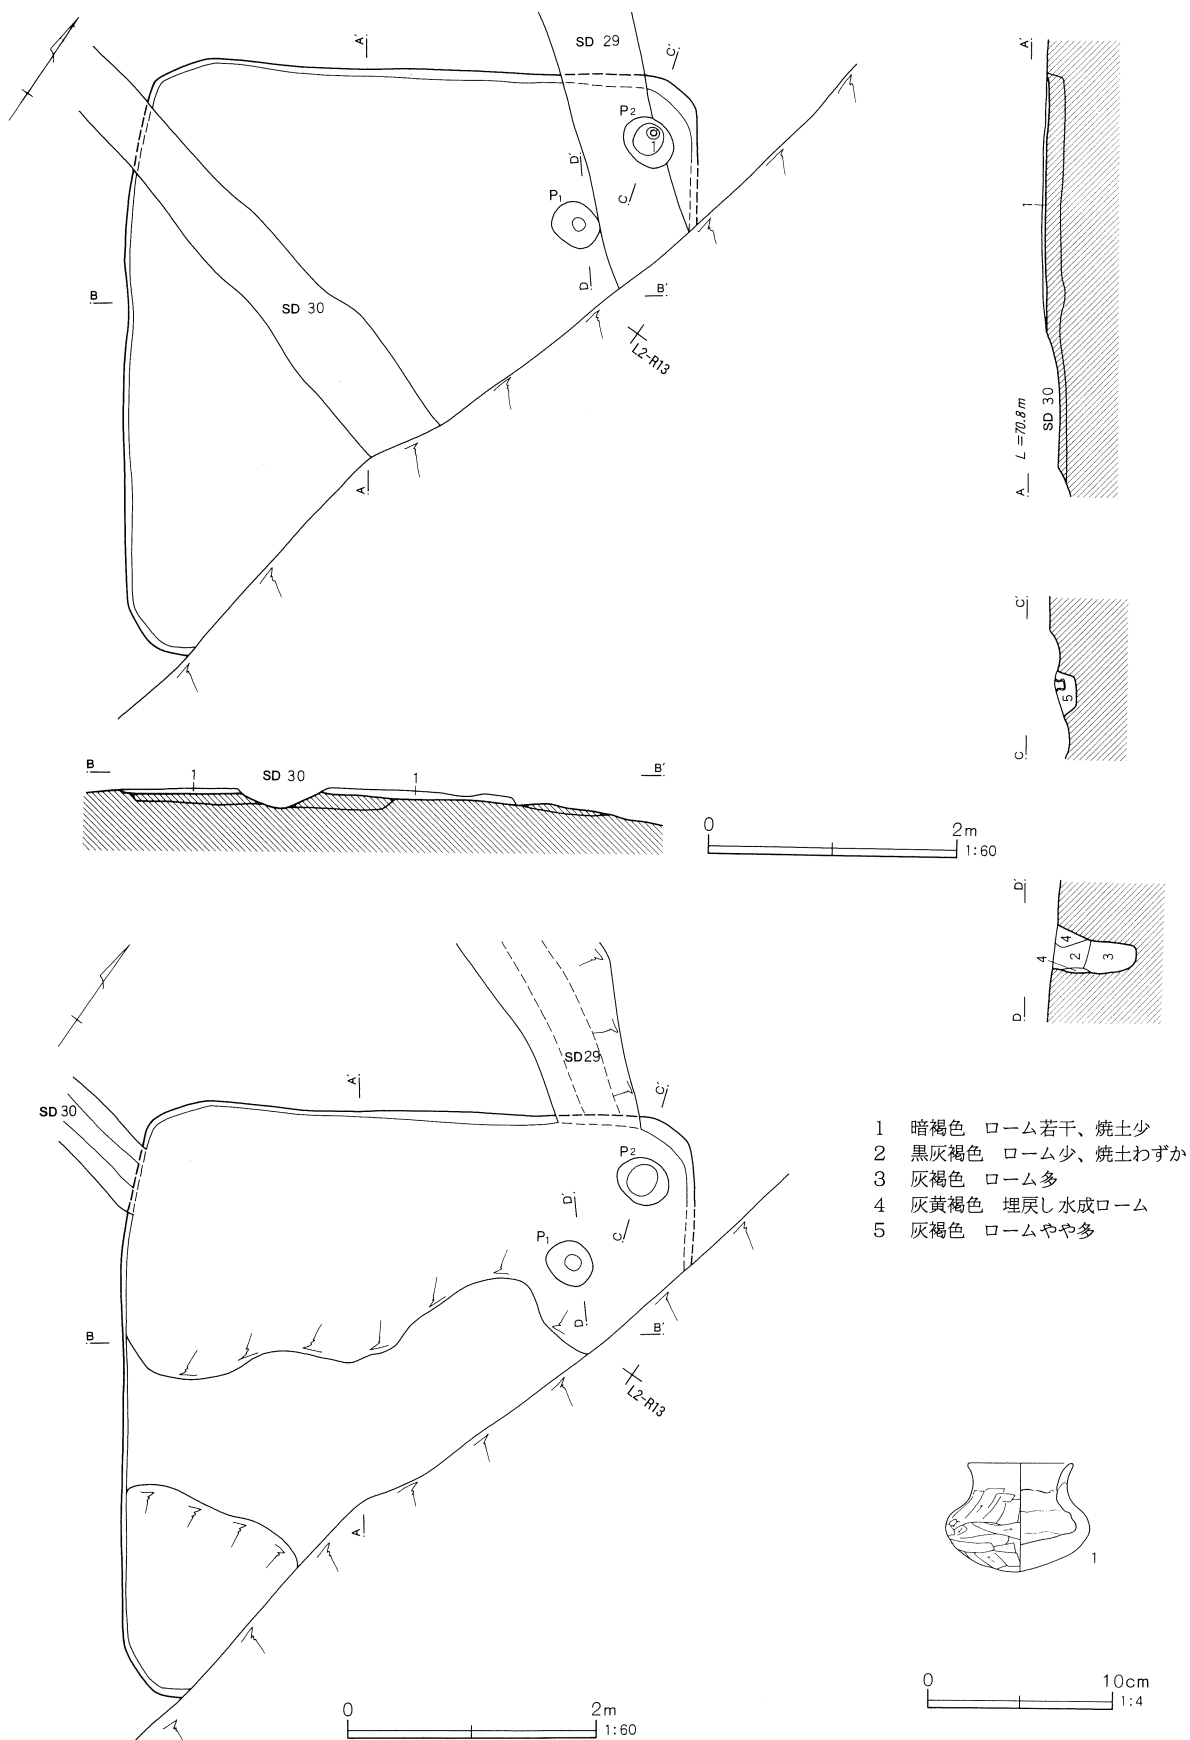 A A'
SD 29
C'
P2
1
D'
P1
C
D
B
B'
SD 30
L2-R13
A
A'
1
SD 30
L=70.8m
A
C'
5
C
B
1
SD 30
1
B'
0 2m
1:60
D'
4
4 2 3
D
SD 30
A'
SD29
C'
P2
D'
P1
C
D
B
B'
L2-R13
A
1 暗褐色 ローム若干、焼土少
2 黒灰褐色 ローム少、焼土わずか
3 灰褐色 ローム多
4 灰黄褐色 埋戻し水成ローム
5 灰褐色 ロームやや多
1
0 10cm
1:4
0 2m
1:60